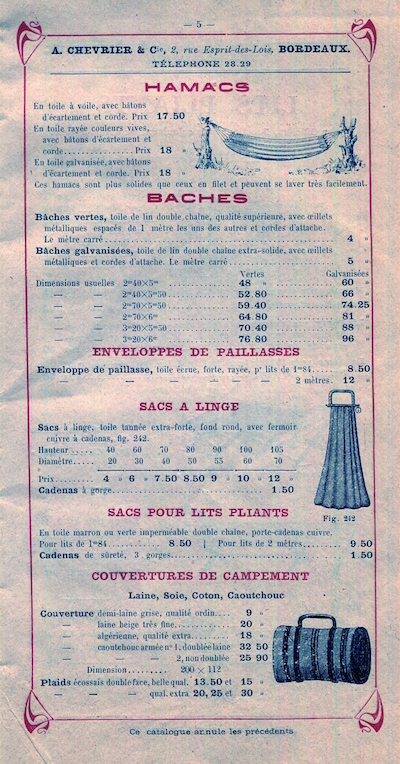 — 5 —
A. CHEVRIER & Cie, 2, rue Esprit-des-Lois, BORDEAUX.
TÉLÉPHONE 28.29
HAMACS
En toile à voile, avec bâtons
d'écartement et corde. Prix 17.50
En toile rayée couleurs vives,
avec bâtons d'écartement et
corde................ Prix 18 »
En toile galvanisée, avec bâtons
d'écartement et corde. Prix 18 »
Ces hamacs sont plus solides que ceux en filet et peuvent se laver très facilement.
BACHES
Bâches vertes, toile de lin double chaîne, qualité supérieure, avec œillets
métalliques espacés de 1 mètre les uns des autres et cordes d'attache.
Le mètre carré................ 4 »
Bâches galvanisées, toile de lin double chaîne extra-solide, avec œillets
métalliques et cordes d'attache. Le mètre carré................ 5 »
Vertes Galvanisées
Dimensions usuelles 2m40×5m................ 48 » ................ 60 »
— — 2m40×5m50................ 52.80 ................ 66 »
— — 2m70×5m50................ 59.40 ................ 74.25
— — 2m70×6m................ 64.80 ................ 81 »
— — 3m20×5m50................ 70.40 ................ 88 »
— — 3m20×6m................ 76.80 ................ 96 »
ENVELOPPES DE PAILLASSES
Enveloppe de paillasse, toile écrue, forte, rayée, pr lits de 1m84........ 8.50
— — — — — — 2 mètres. 12 »
SACS A LINGE
Sacs à linge, toile tannée extra-forte, fond rond, avec fermoir
cuivre à cadenas, fig. 242.
Hauteur..... 40 60 70 80 90 100 105
Diamètre..... 20 30 40 50 55 60 70
Prix........ 4 » 6 » 7.50 8.50 9 » 10 » 12 »
Cadenas à gorge................ 1.50
Fig. 242
SACS POUR LITS PLIANTS
En toile marron ou verte imperméable double chaîne, porte-cadenas cuivre.
Pour lits de 1m84........ 8.50 | Pour lits de 2 mètres........ 9.50
Cadenas de sûreté, 3 gorges................ 1.50
COUVERTURES DE CAMPEMENT
Laine, Soie, Coton, Caoutchouc
Couverture demi-laine grise, qualité ordin.... 9 »
— laine beige très fine................ 20 »
— algérienne, qualité extra........ 18 »
— caoutchouc armée n° 1, doublée laine 32 50
— — 2, non doublée 25 90
Dimension......... 200 × 112
Plaids écossais double face, belle qual. 13.50 et 15 »
— — — qual. extra 20, 25 et 30 »
Ce catalogue annule les précédents